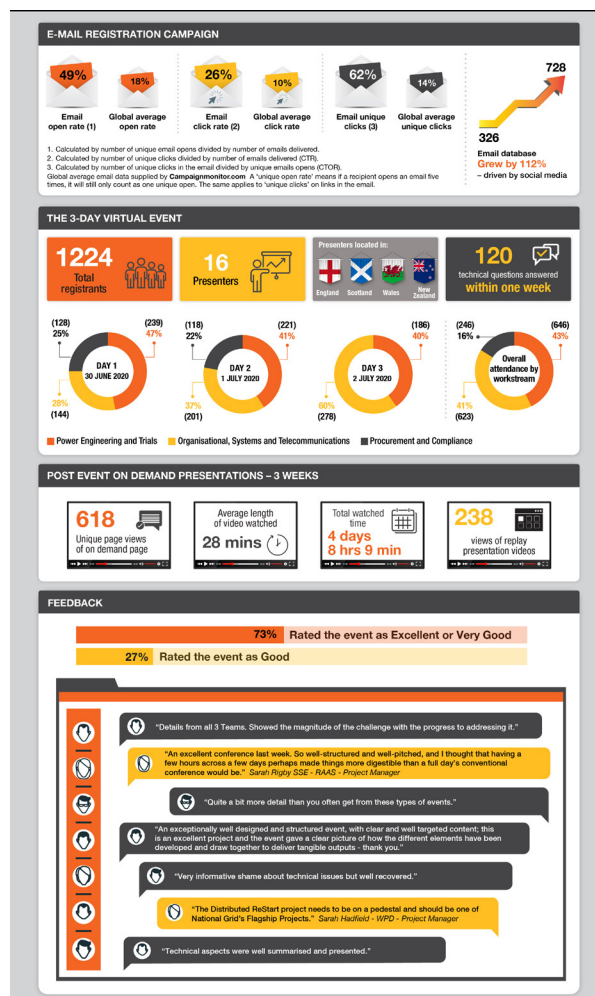 E-MAIL REGISTRATION CAMPAIGN
49%
Email
open rate (1)
18%
Global average
open rate
26%
Email
click rate (2)
10%
Global average
click rate
62%
Email unique
clicks (3)
14%
Global average
unique clicks
728
326
Email database
Grew by 112%
– driven by social media
1. Calculated by number of unique email opens divided by number of emails delivered.
2. Calculated by number of unique clicks divided by number of emails delivered (CTR).
3. Calculated by number of unique clicks in the email divided by unique emails opens (CTOR).
Global average email data supplied by Campaignmonitor.com A 'unique open rate' means if a recipient opens an email five
times, it will still only count as one unique open. The same applies to 'unique clicks' on links in the email.
THE 3-DAY VIRTUAL EVENT
1224
Total
registrants
16
Presenters
Presenters located in:
England
Scotland
Wales
New
Zealand
120
technical questions answered
within one week
(128)
25%
(239)
47%
DAY 1
30 JUNE 2020
28%
(144)
(118)
22%
(221)
41%
DAY 2
1 JULY 2020
37%
(201)
(186)
40%
DAY 3
2 JULY 2020
60%
(278)
(246)
16%
(646)
43%
Overall
attendance by
workstream
41%
(623)
Power Engineering and Trials
Organisational, Systems and Telecommunications
Procurement and Compliance
POST EVENT ON DEMAND PRESENTATIONS – 3 WEEKS
618
Unique page views
of on demand page
Average length
of video watched
28 mins
Total watched
time
4 days
8 hrs 9 min
238
views of replay
presentation videos
FEEDBACK
73% Rated the event as Excellent or Very Good
27% Rated the event as Good
"Details from all 3 Teams. Showed the magnitude of the challenge with the progress to addressing it."
"An excellent conference last week. So well-structured and well-pitched, and I thought that having a
few hours across a few days perhaps made things more digestible than a full day's conventional
conference would be." Sarah Rigby SSE - RAAS - Project Manager
"Quite a bit more detail than you often get from these types of events."
"An exceptionally well designed and structured event, with clear and well targeted content; this
is an excellent project and the event gave a clear picture of how the different elements have been
developed and draw together to deliver tangible outputs - thank you."
"Very informative shame about technical issues but well recovered."
"The Distributed ReStart project needs to be on a pedestal and should be one of
National Grid's Flagship Projects." Sarah Hadfield - WPD - Project Manager
"Technical aspects were well summarised and presented."